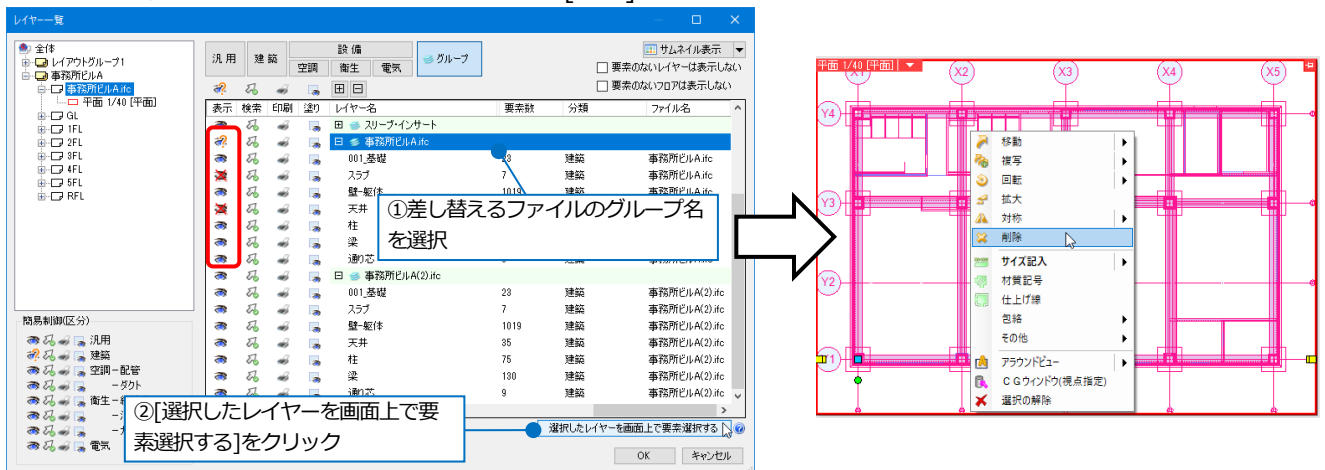 レイヤー一覧
全体
レイアウトグループ1
事務所ビルA
事務所ビルA.ifc
平面 1/40 [平面]
GL
1FL
2FL
3FL
4FL
5FL
RFL
簡易制御(区分)
汎用
建築
空調－配管
－ダクト
電気
汎用
建築
設備
空調
衛生
電気
グループ
サムネイル表示
要素のないレイヤーは表示しない
要素のないフロアは表示しない
表示 検索 印刷 塗り レイヤー名 要素数 分類 ファイル名
スリーブ・インサート
事務所ビルA.ifc
001_基礎 23 建築 事務所ビルA.ifc
スラブ 7 建築 事務所ビルA.ifc
壁-躯体 1019 建築 事務所ビルA.ifc
天井
柱
梁
通り芯
事務所ビルA(2).ifc
001_基礎 23 建築 事務所ビルA(2).ifc
スラブ 7 建築 事務所ビルA(2).ifc
壁-躯体 1019 建築 事務所ビルA(2).ifc
天井 35 建築 事務所ビルA(2).ifc
柱 75 建築 事務所ビルA(2).ifc
梁 130 建築 事務所ビルA(2).ifc
通り芯 9 建築 事務所ビルA(2).ifc
①差し替えるファイルのグループ名
を選択
②[選択したレイヤーを画面上で要
素選択する]をクリック
選択したレイヤーを画面上で要素選択する
OK
キャンセル
平面 1/40 [平面]
X1 X2 X3 X4 X5
Y4
Y3
Y2
Y1
移動
複写
回転
拡大
対称
削除
サイズ記入
材質記号
仕上げ線
包絡
その他
アラウンドビュー
CGウィンドウ(視点指定)
選択の解除